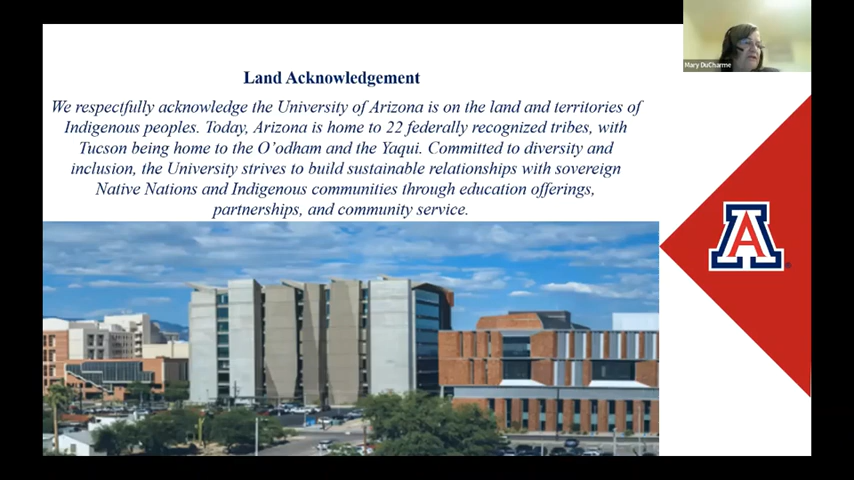 Mary DuCharme
Land Acknowledgement
We respectfully acknowledge the University of Arizona is on the land and territories of
Indigenous peoples. Today, Arizona is home to 22 federally recognized tribes, with
Tucson being home to the O’odham and the Yaqui. Committed to diversity and
inclusion, the University strives to build sustainable relationships with sovereign
Native Nations and Indigenous communities through education offerings,
partnerships, and community service.
A